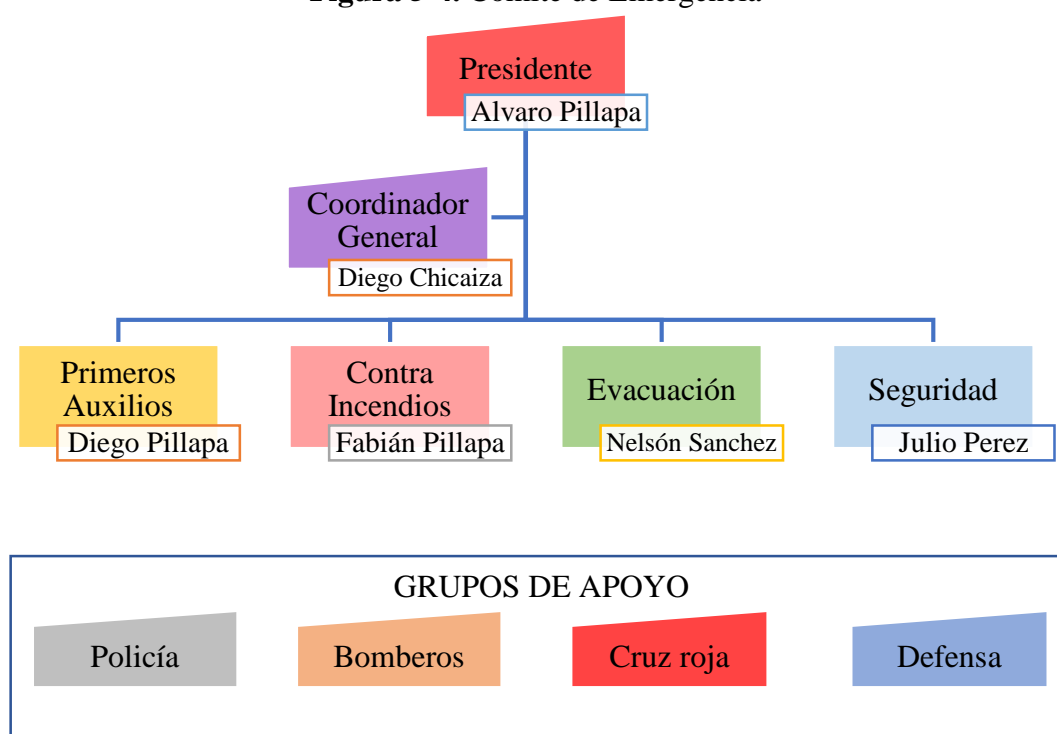 Presidente
Alvaro Pillapa
Coordinador
General
Diego Chicaiza
Primeros
Auxilios
Diego Pillapa
Contra
Incendios
Fabián Pillapa
Evacuación
Nelsón Sanchez
Seguridad
Julio Perez
GRUPOS DE APOYO
Policía
Bomberos
Cruz roja
Defensa